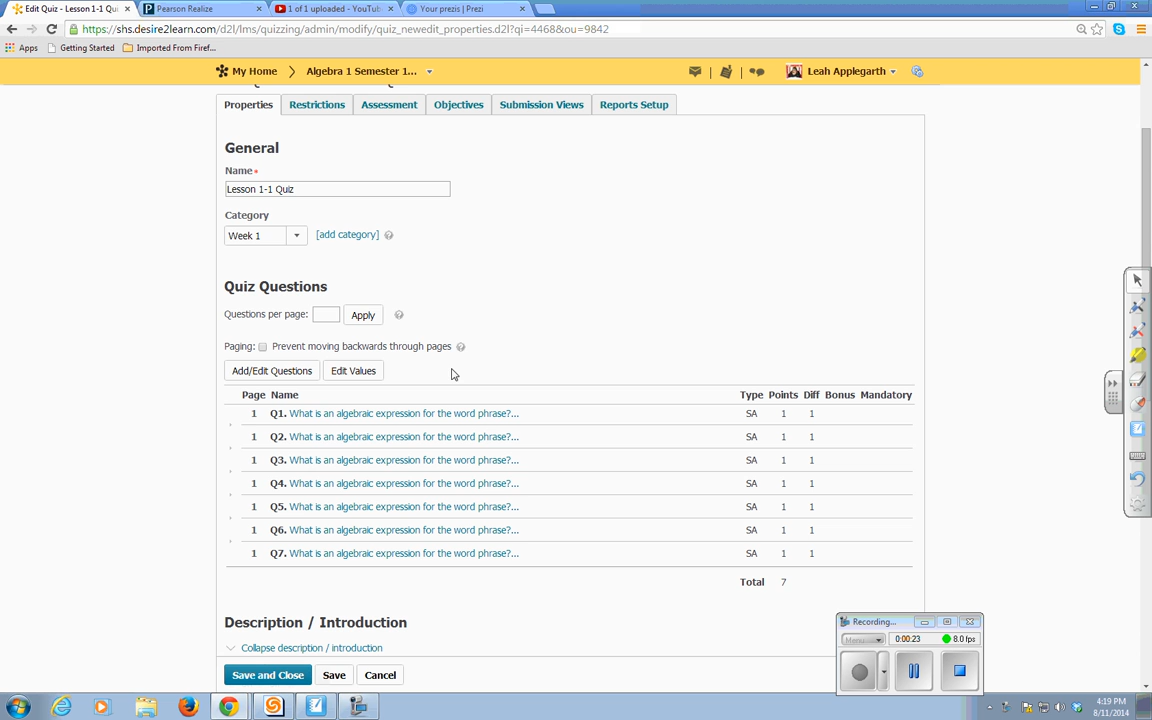 Edit Quiz - Lesson 1-1 Qu
Pearson Realize
1 of 1 uploaded - YouTub
Your prezis | Prezi
https://shs.desire2learn.com/d2l/lms/quizzing/admin/modify/quiz_newedit_properties.d2l?qi=4468&ou=9842
Apps
Getting Started
Imported From Firef...
My Home
Algebra 1 Semester 1...
Leah Applegarth
Properties
Restrictions
Assessment
Objectives
Submission Views
Reports Setup
General
Name*
Lesson 1-1 Quiz
Category
Week 1
[add category]
Quiz Questions
Questions per page:
Apply
Paging:
Prevent moving backwards through pages
Add/Edit Questions
Edit Values
Page Name Type Points Diff Bonus Mandatory
1 Q1. What is an algebraic expression for the word phrase?... SA 1 1
1 Q2. What is an algebraic expression for the word phrase?... SA 1 1
1 Q3. What is an algebraic expression for the word phrase?... SA 1 1
1 Q4. What is an algebraic expression for the word phrase?... SA 1 1
1 Q5. What is an algebraic expression for the word phrase?... SA 1 1
1 Q6. What is an algebraic expression for the word phrase?... SA 1 1
1 Q7. What is an algebraic expression for the word phrase?... SA 1 1
Total 7
Description / Introduction
Collapse description / introduction
Save and Close
Save
Cancel
Recording...
Menu
0:00:23
8.0 fps
4:19 PM
8/11/2014